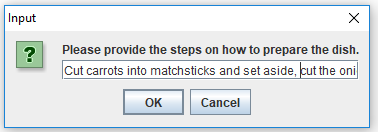 Input
Please provide the steps on how to prepare the dish.
Cut carrots into matchsticks and set aside, cut the oni
OK Cancel